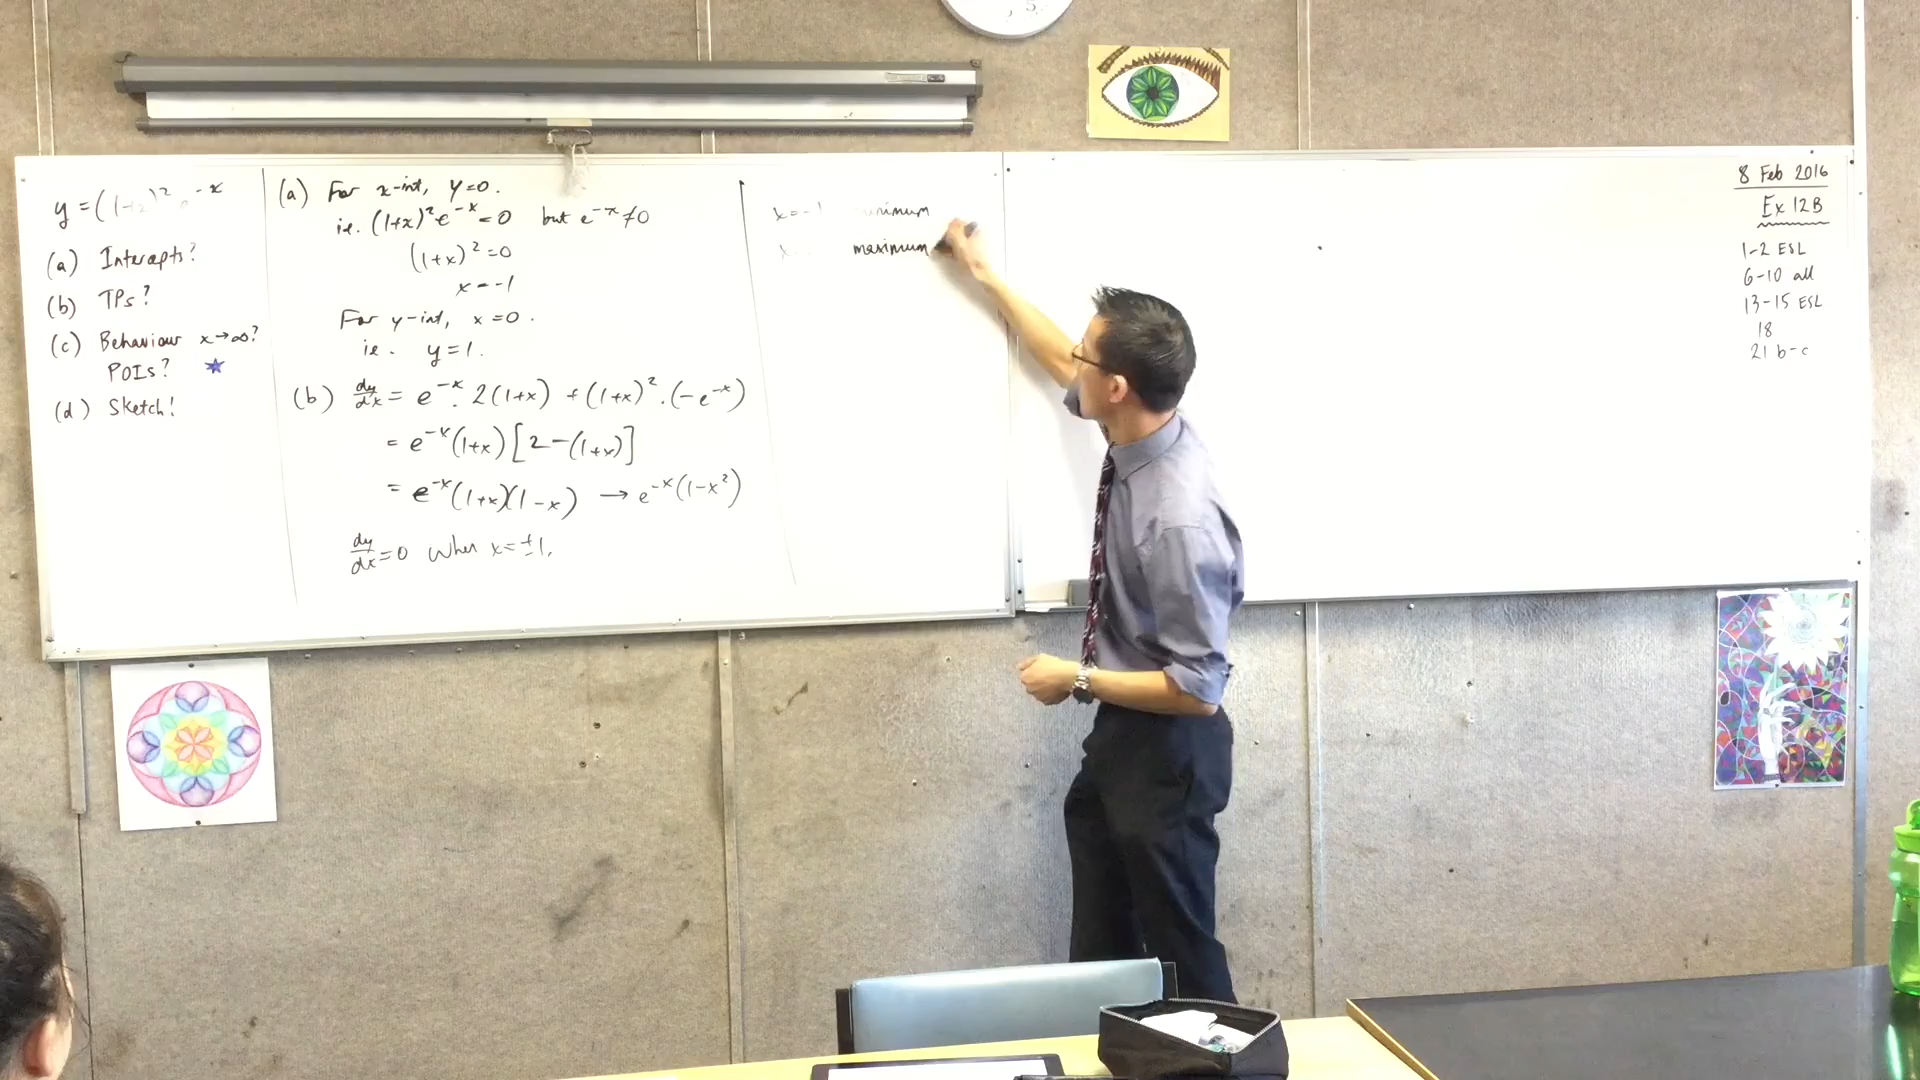 y = (1+x)² e^-x
(a) Intercepts?
(b) TPs?
(c) Behaviour x→∞?
POIs? ★
(d) Sketch!
(a) For x-int, y=0.
i.e. (1+x)² e^-x = 0 but e^-x ≠ 0
(1+x)² = 0
x = -1
For y-int, x=0.
i.e. y=1.
(b) dy/dx = e^-x . 2(1+x) + (1+x)² . (-e^-x)
= e^-x (1+x) [2-(1+x)]
= e^-x (1+x)(1-x) → e^-x (1-x²)
dy/dx = 0 when x = ±1.
x = -1 minimum
x maximum
8 Feb 2016
Ex 12B
1-2 ESL
6-10 all
13-15 ESL
18
21 b-c